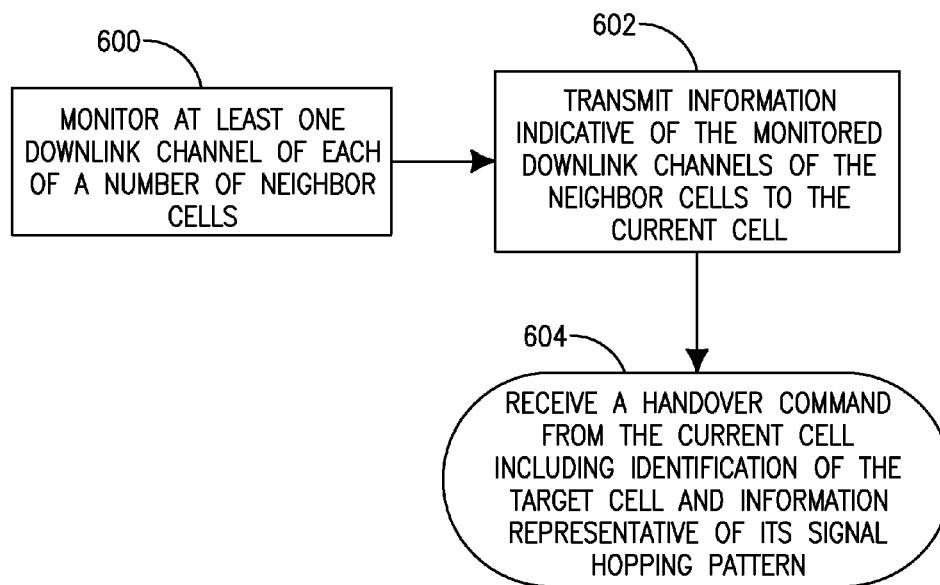 600
MONITOR AT LEAST ONE
DOWNLINK CHANNEL OF EACH
OF A NUMBER OF NEIGHBOR
CELLS
602
TRANSMIT INFORMATION
INDICATIVE OF THE MONITORED
DOWNLINK CHANNELS OF THE
NEIGHBOR CELLS TO THE
CURRENT CELL
604
RECEIVE A HANDOVER COMMAND
FROM THE CURRENT CELL
INCLUDING IDENTIFICATION OF THE
TARGET CELL AND INFORMATION
REPRESENTATIVE OF ITS SIGNAL
HOPPING PATTERN